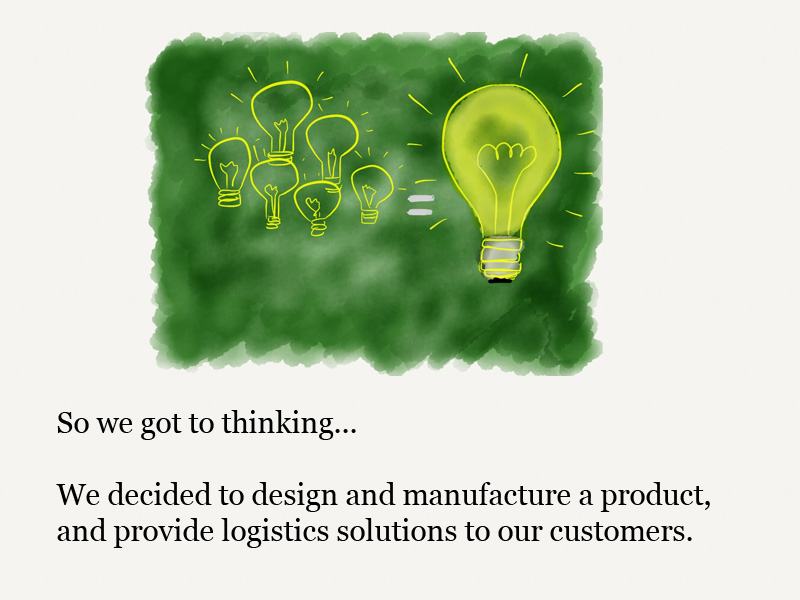 So we got to thinking...
We decided to design and manufacture a product,
and provide logistics solutions to our customers.